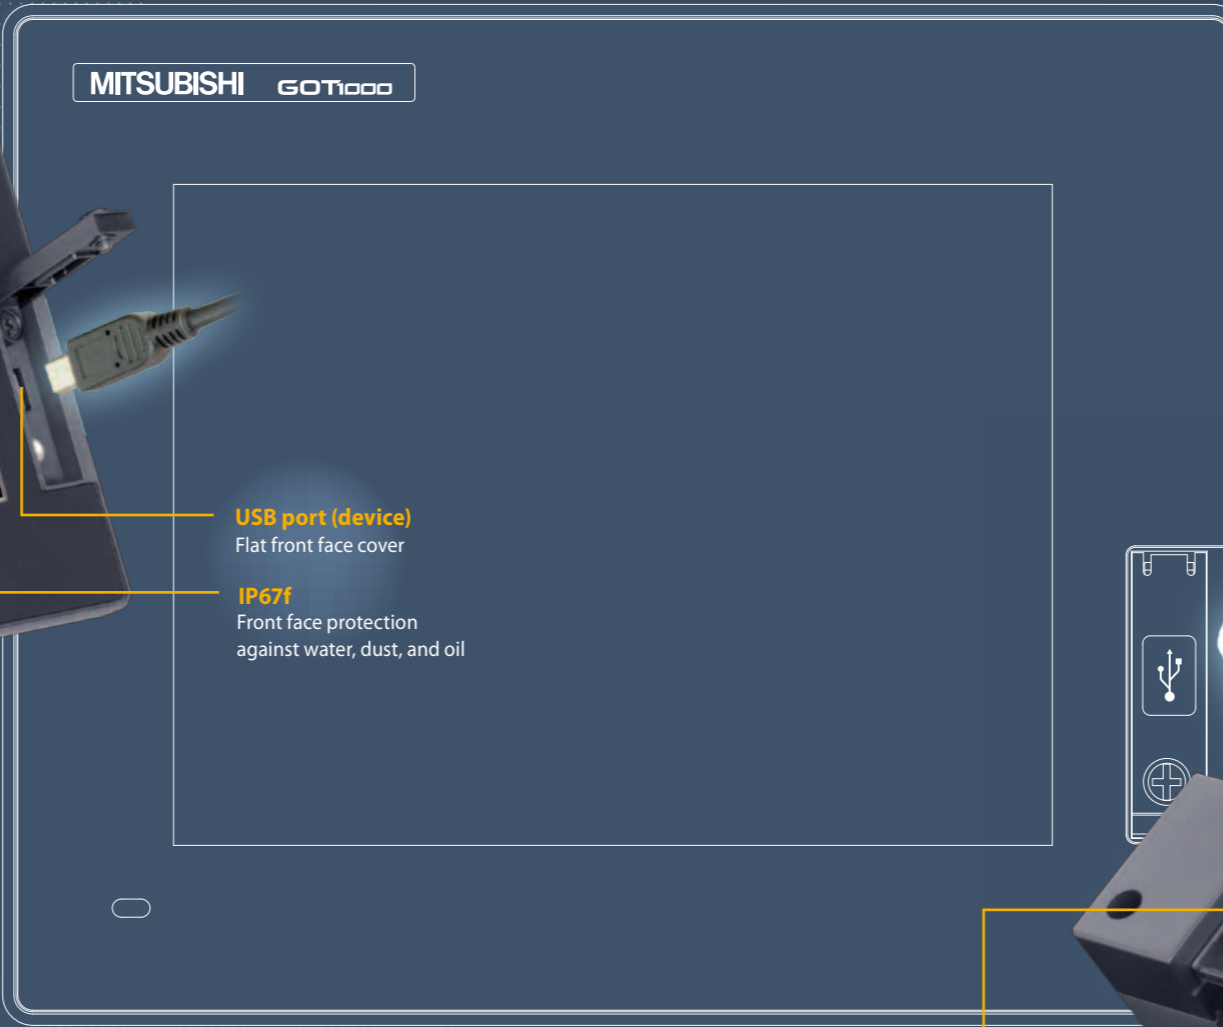 MITSUBISHI GOT1000
USB port (device)
Flat front face cover
IP67f
Front face protection
against water, dust, and oil